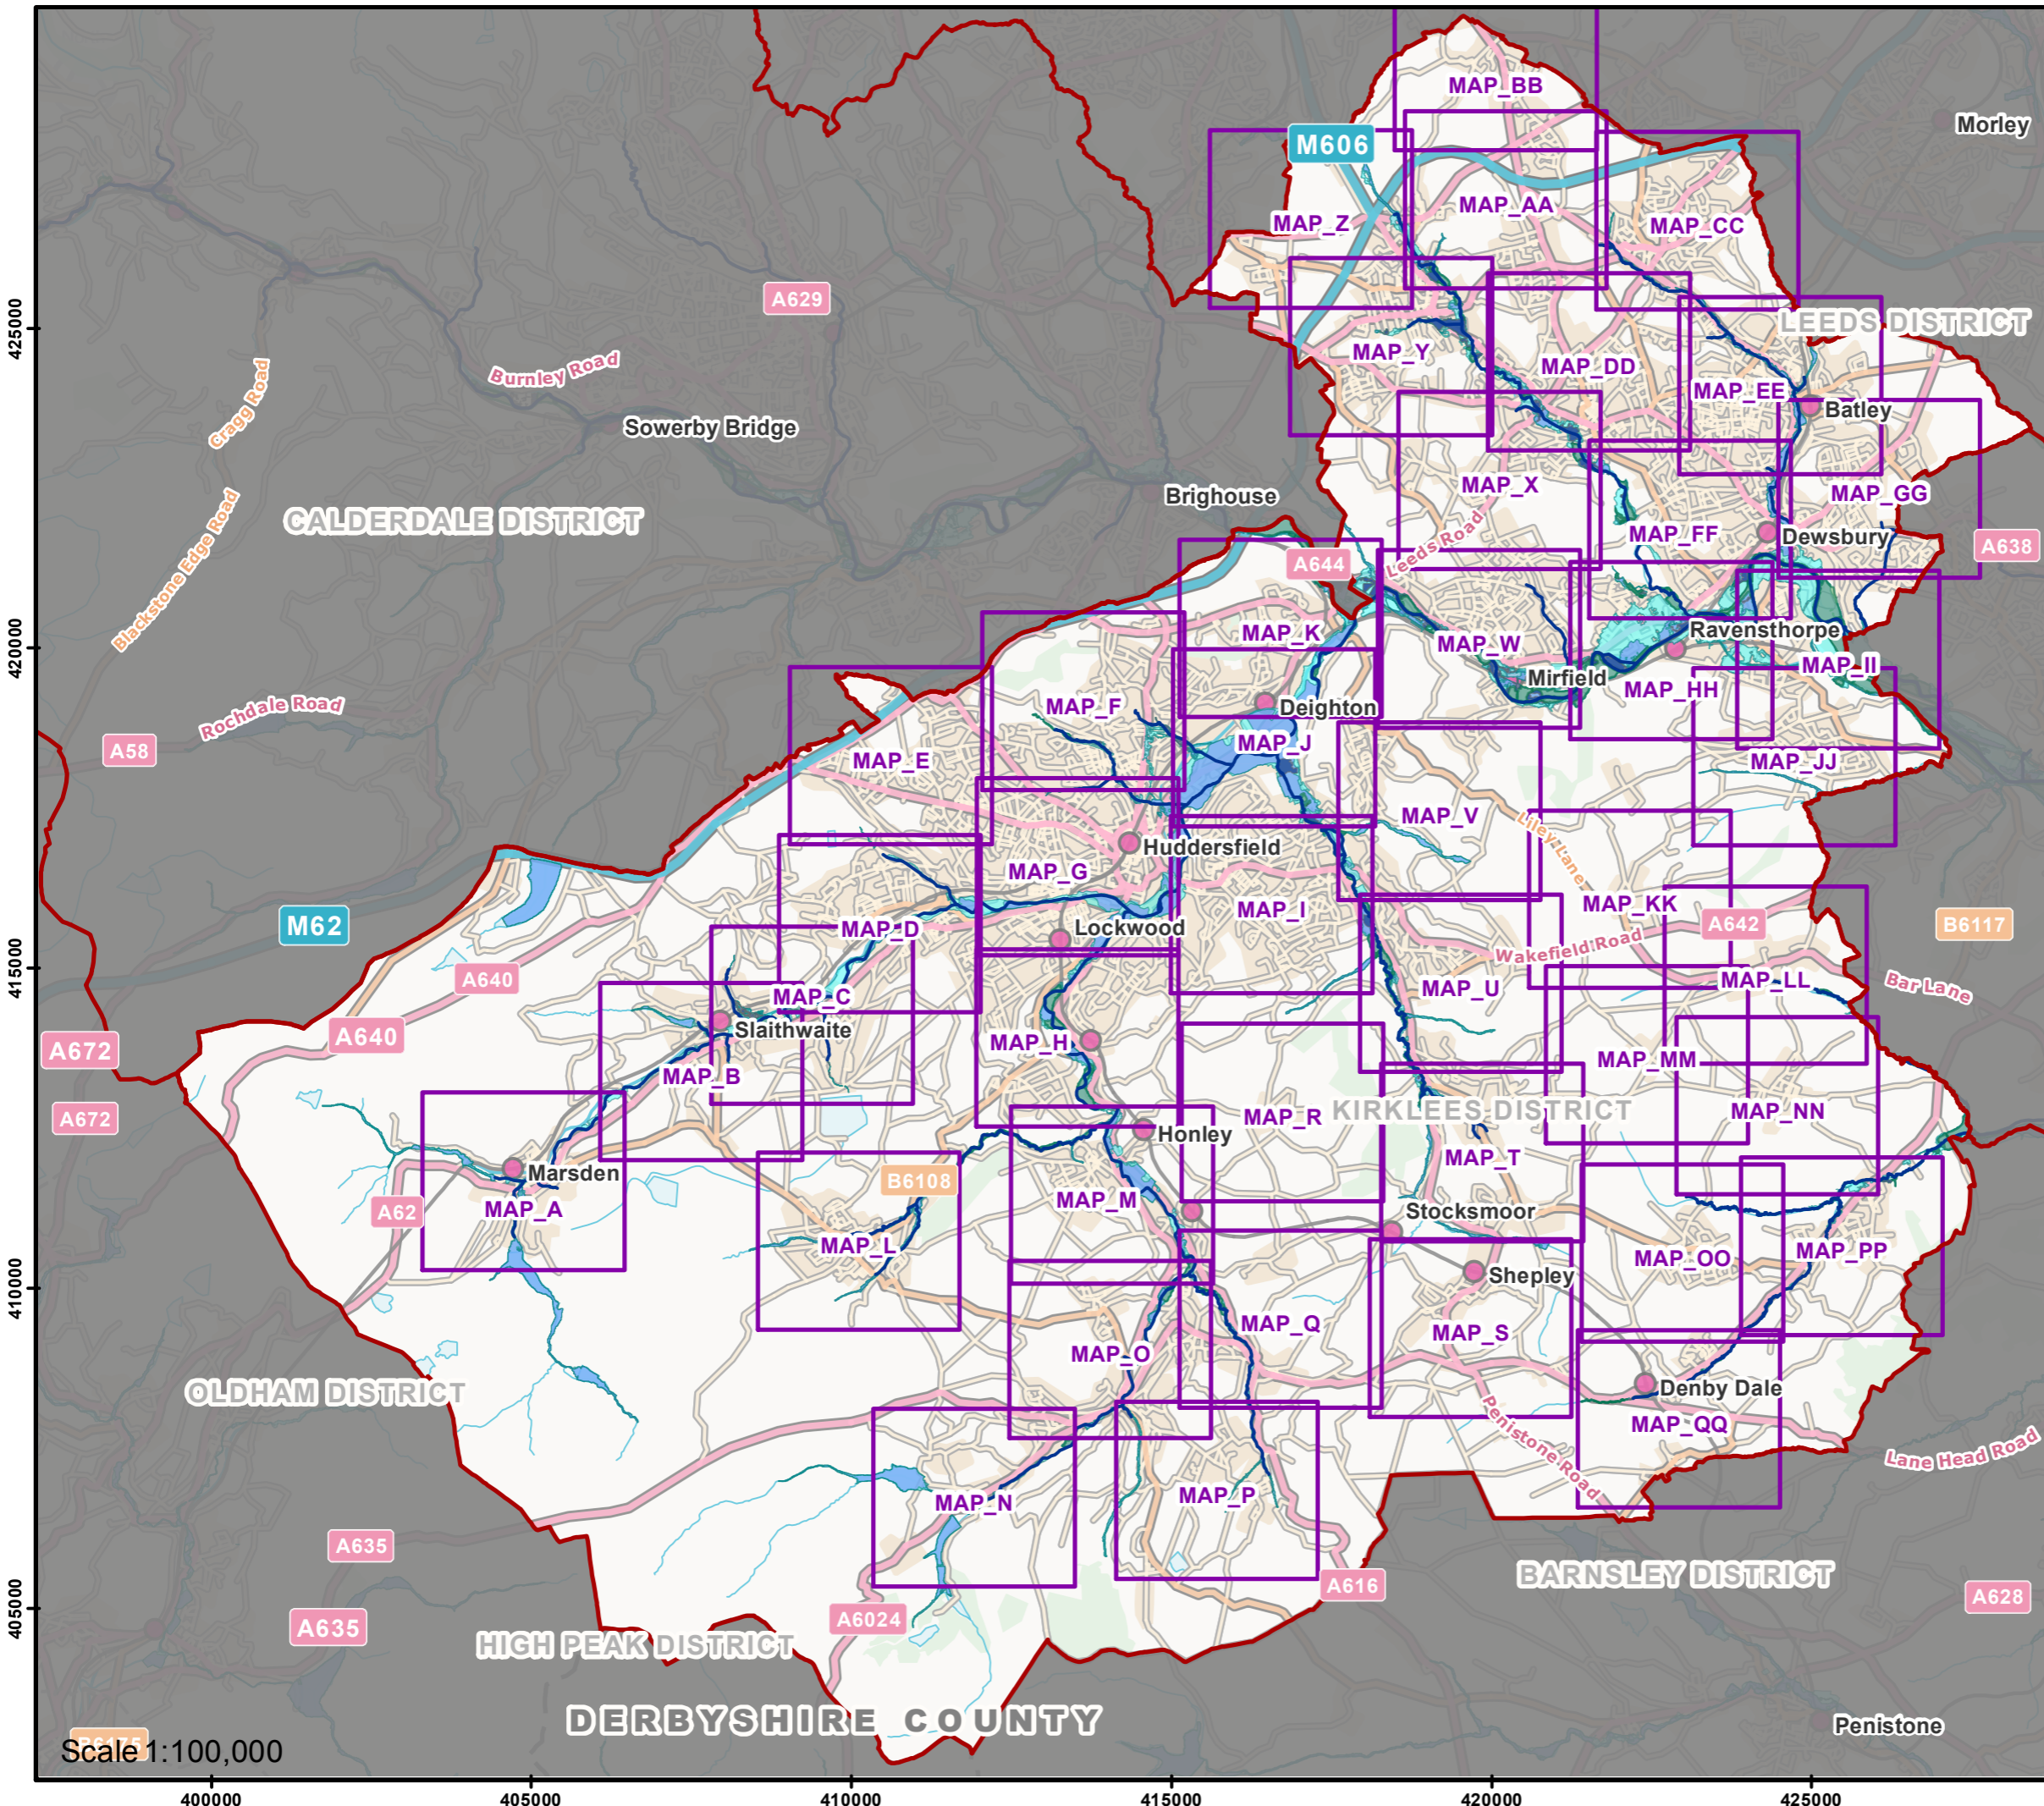 MAP_BB
Morley
M606
MAP_AA
MAP_Z
MAP_CC
A629
LEEDS DISTRICT
425000
Burnley Road
MAP_Y
MAP_DD
Cragg Road
MAP_EE
Batley
Sowerby Bridge
MAP_X
Brighouse
MAP_GG
CALDERDALE DISTRICT
MAP_FF
Dewsbury
Leeds Road
A638
A644
Blackstone Edge Road
420000
MAP_K
MAP_W
Ravensthorpe
MAP_II
Mirfield
MAP_HH
MAP_F
Deighton
Rochdale Road
A58
MAP_J
MAP_E
MAP_JJ
MAP_V
Liley Lane
Huddersfield
MAP_G
MAP_KK
MAP_I
M62
A642
B6117
MAP_D
Lockwood
Wakefield Road
415000
A640
MAP_C
MAP_U
MAP_LL
Bar Lane
Slaithwaite
A640
MAP_H
A672
MAP_MM
MAP_B
A672
MAP_R
KIRKLEES DISTRICT
MAP_NN
Honley
MAP_T
Marsden
B6108
A62
MAP_A
MAP_M
Stocksmoor
MAP_L
MAP_OO
MAP_PP
410000
Shepley
MAP_Q
MAP_S
MAP_O
OLDHAM DISTRICT
Denby Dale
MAP_QQ
Penistone Road
Lane Head Road
MAP_N
MAP_P
A635
BARNSLEY DISTRICT
A616
A628
405000
A635
A6024
HIGH PEAK DISTRICT
DERBYSHIRE COUNTY
Penistone
B6175
Scale 1:100,000
400000 405000 410000 415000 420000 425000